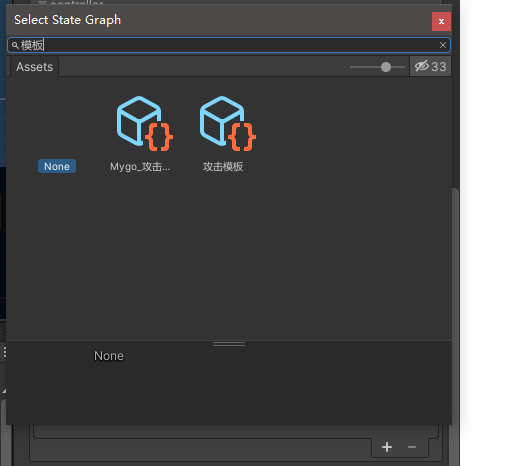 Select State Graph
x
模板
Assets
33
None
Mygo_攻击...
攻击模板
None